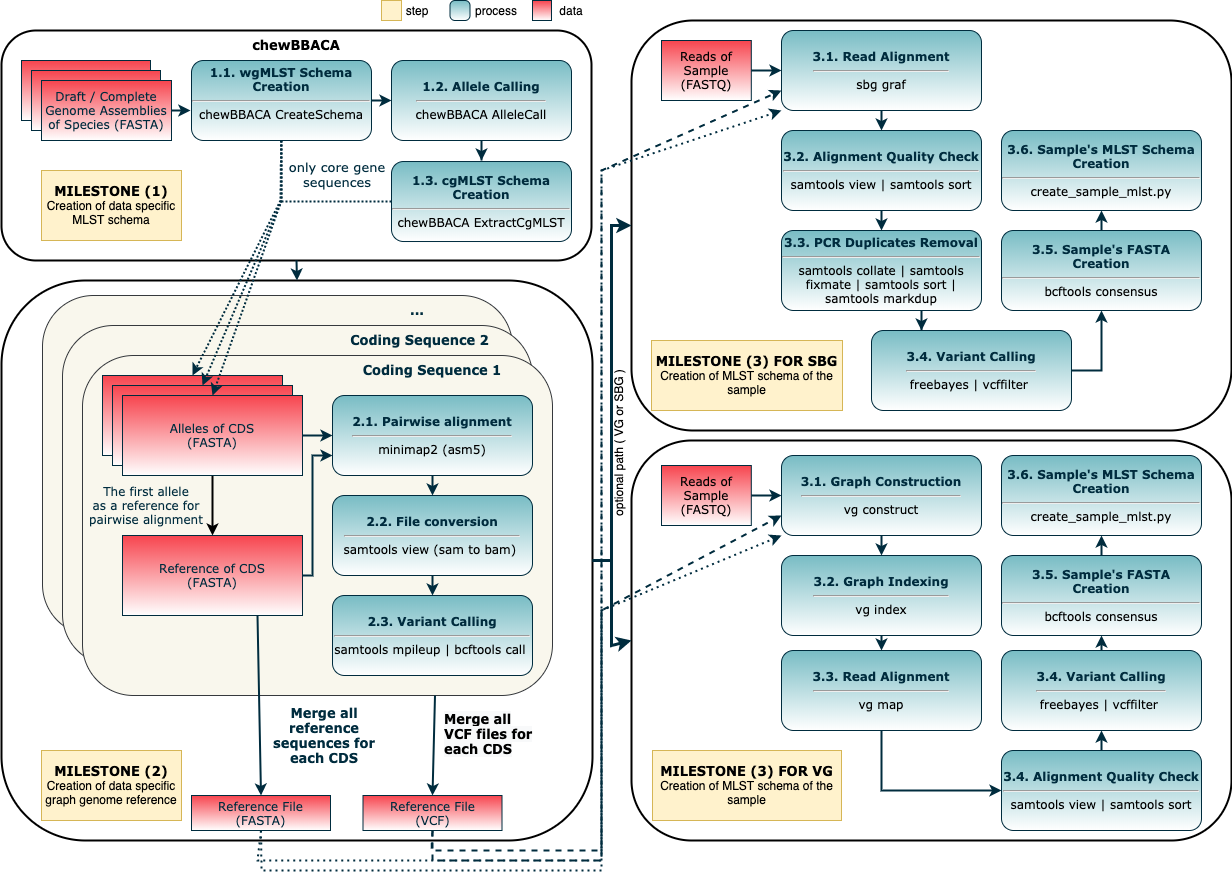 step
process
data
chewBBACA
Draft / Complete
Genome Assemblies
of Species (FASTA)
1.1. wgMLST Schema
Creation
chewBBACA CreateSchema
1.2. Allele Calling
chewBBACA AlleleCall
only core gene
sequences
1.3. cgMLST Schema
Creation
chewBBACA ExtractCgMLST
MILESTONE (1)
Creation of data specific
MLST schema
...
Coding Sequence 2
Coding Sequence 1
Alleles of CDS
(FASTA)
The first allele
as a reference for
pairwise alignment
Reference of CDS
(FASTA)
2.1. Pairwise alignment
minimap2 (asm5)
2.2. File conversion
samtools view (sam to bam)
2.3. Variant Calling
samtools mpileup | bcftools call
Merge all
reference
sequences for
each CDS
Merge all
VCF files for
each CDS
MILESTONE (2)
Creation of data specific
graph genome reference
Reference File
(FASTA)
Reference File
(VCF)
optional path ( VG or SBG )
Reads of
Sample
(FASTQ)
3.1. Read Alignment
sbg graf
3.2. Alignment Quality Check
samtools view | samtools sort
3.3. PCR Duplicates Removal
samtools collate | samtools
fixmate | samtools sort |
samtools markdup
3.4. Variant Calling
freebayes | vcffilter
3.5. Sample's FASTA
Creation
bcftools consensus
3.6. Sample's MLST Schema
Creation
create_sample_mlst.py
MILESTONE (3) FOR SBG
Creation of MLST schema of the
sample
Reads of
Sample
(FASTQ)
3.1. Graph Construction
vg construct
3.2. Graph Indexing
vg index
3.3. Read Alignment
vg map
3.4. Alignment Quality Check
samtools view | samtools sort
3.4. Variant Calling
freebayes | vcffilter
3.5. Sample's FASTA
Creation
bcftools consensus
3.6. Sample's MLST Schema
Creation
create_sample_mlst.py
MILESTONE (3) FOR VG
Creation of MLST schema of the
sample